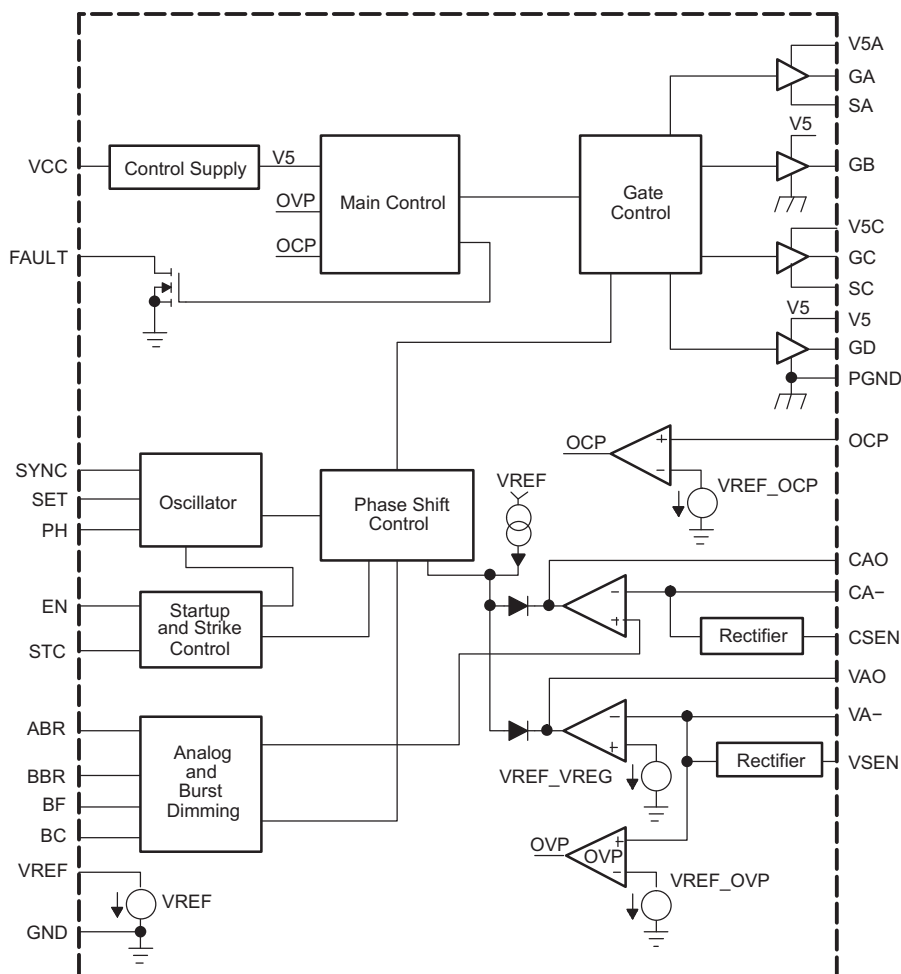 V5A
GA
SA
V5
GB
VCC
Control Supply
V5
OVP
OCP
Main Control
Gate
Control
V5C
GC
SC
FAULT
V5
V5
GD
PGND
OCP
OCP
VREF_OCP
SYNC
SET
PH
Oscillator
Phase Shift
Control
VREF
EN
STC
Startup
and Strike
Control
CAO
CA−
CSEN
Rectifier
− 
+
+
−
VAO
VA−
VSEN
Rectifier
−
+
VREF_VREG
ABR
BBR
BF
BC
Analog
and
Burst
Dimming
OVP
OVP
+
−
VREF_OVP
VREF
VREF
GND